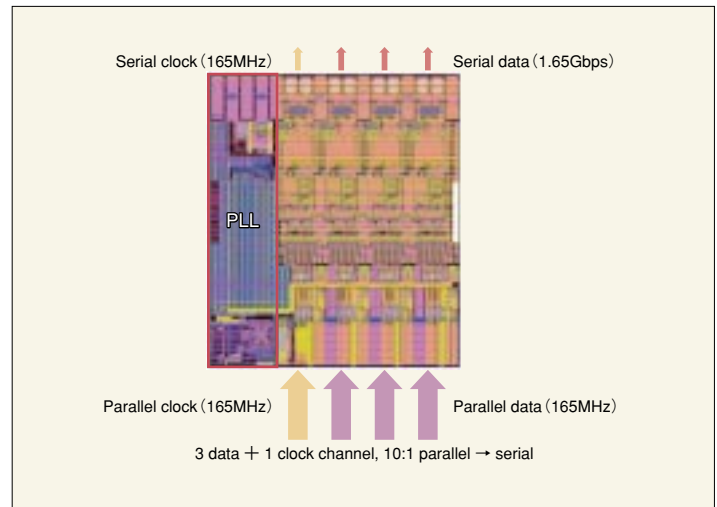 Serial clock (165MHz)
Serial data (1.65Gbps)
PLL
Parallel clock (165MHz)
Parallel data (165MHz)
3 data + 1 clock channel, 10:1 parallel → serial